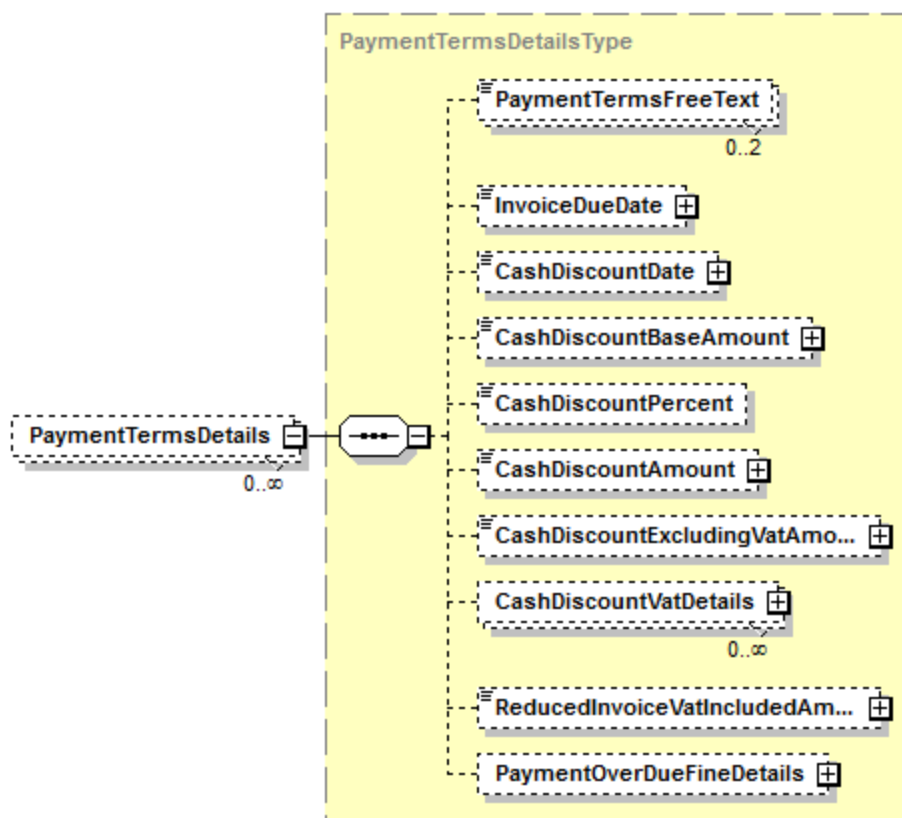 PaymentTermsDetailsType
PaymentTermsFreeText
0..2
InvoiceDueDate
CashDiscountDate
CashDiscountBaseAmount
CashDiscountPercent
PaymentTermsDetails
0..∞
CashDiscountAmount
CashDiscountExcludingVatAmo...
CashDiscountVatDetails
0..∞
ReducedInvoiceVatIncludedAm...
PaymentOverDueFineDetails